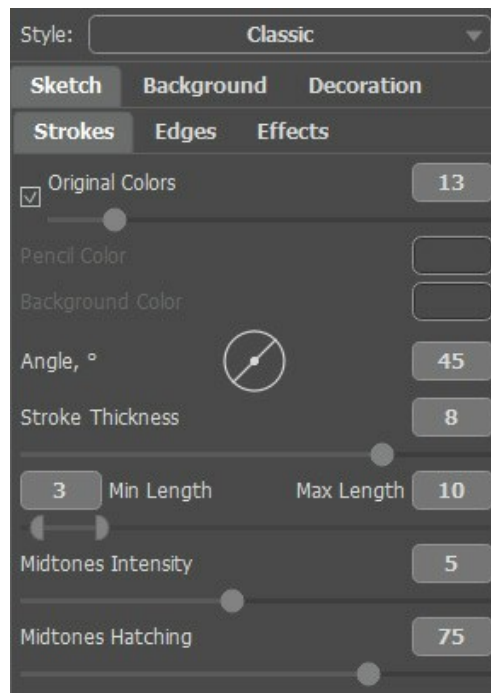 Style: Classic
Sketch Background Decoration
Strokes Edges Effects
Original Colors 13
Pencil Color
Background Color
Angle, ° 45
Stroke Thickness 8
3 Min Length Max Length 10
Midtones Intensity 5
Midtones Hatching 75